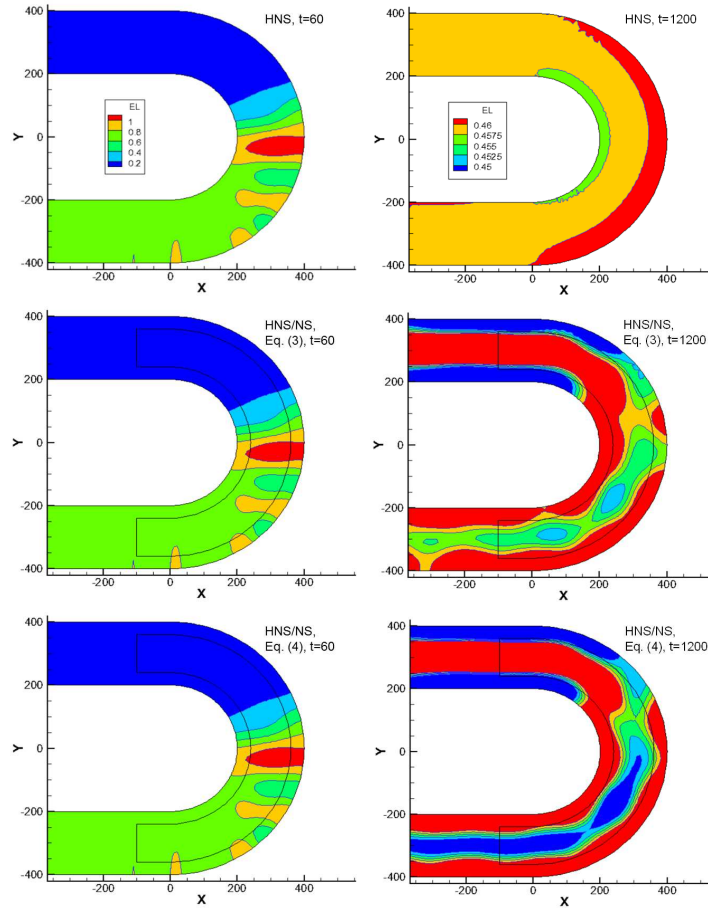 HNS, t=60
400
200
0
-200
-400
Y
EL
1
0.8
0.6
0.4
0.2
-200
0
200
400
X
HNS, t=1200
400
200
0
-200
-400
Y
EL
0.46
0.4575
0.455
0.4525
0.45
-200
0
200
400
X
HNS/NS,
Eq. (3), t=60
400
200
0
-200
-400
Y
-200
0
200
400
X
HNS/NS,
Eq. (3), t=1200
400
200
0
-200
-400
Y
-200
0
200
400
X
HNS/NS,
Eq. (4), t=60
400
200
0
-200
-400
Y
-200
0
200
400
X
HNS/NS,
Eq. (4), t=1200
400
200
0
-200
-400
Y
-200
0
200
400
X